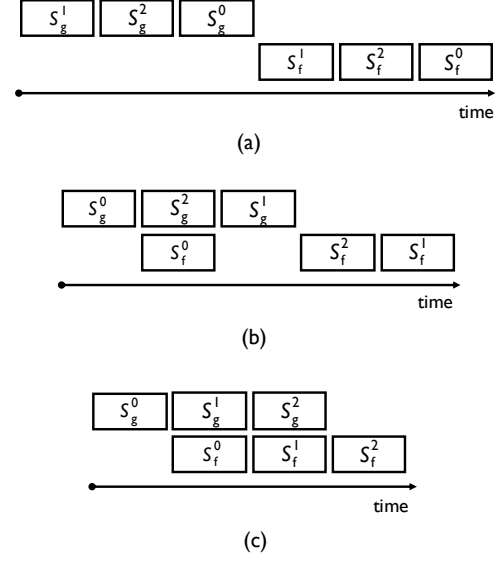 S_g^1 S_g^2 S_g^0
S_f^1 S_f^2 S_f^0
time
(a)
S_g^0 S_g^2 S_g^1
S_f^0 S_f^2 S_f^1
time
(b)
S_g^0 S_g^1 S_g^2
S_f^0 S_f^1 S_f^2
time
(c)